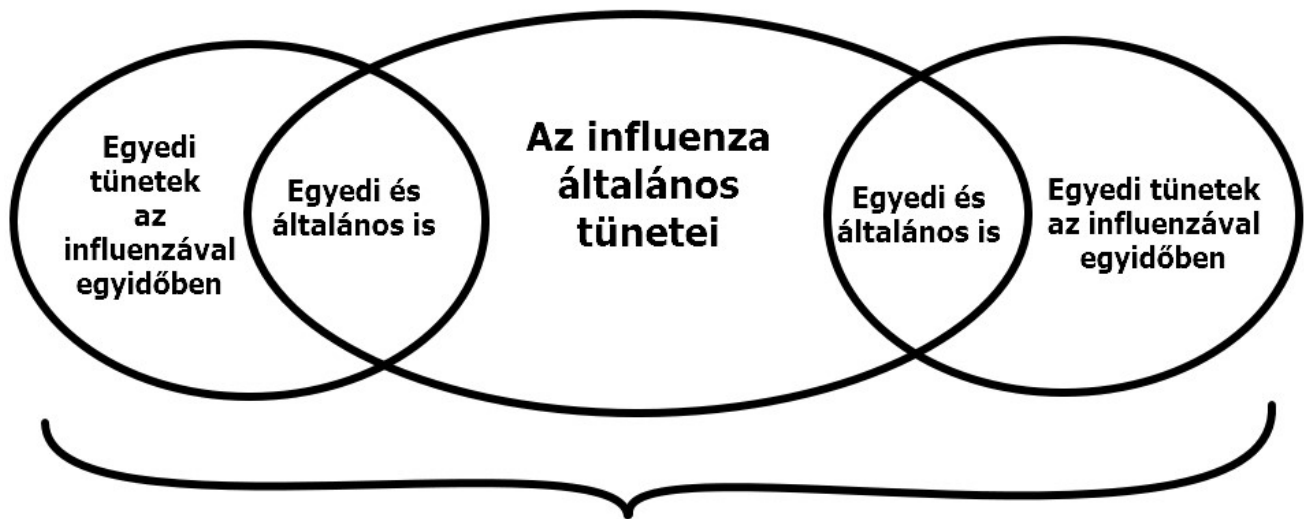 Egyedi
tünetek
az
influenzával
egyidőben
Egyedi és
általános is
Az influenza
általános
tünetei
Egyedi és
általános is
Egyedi tünetek
az influenzával
egyidőben